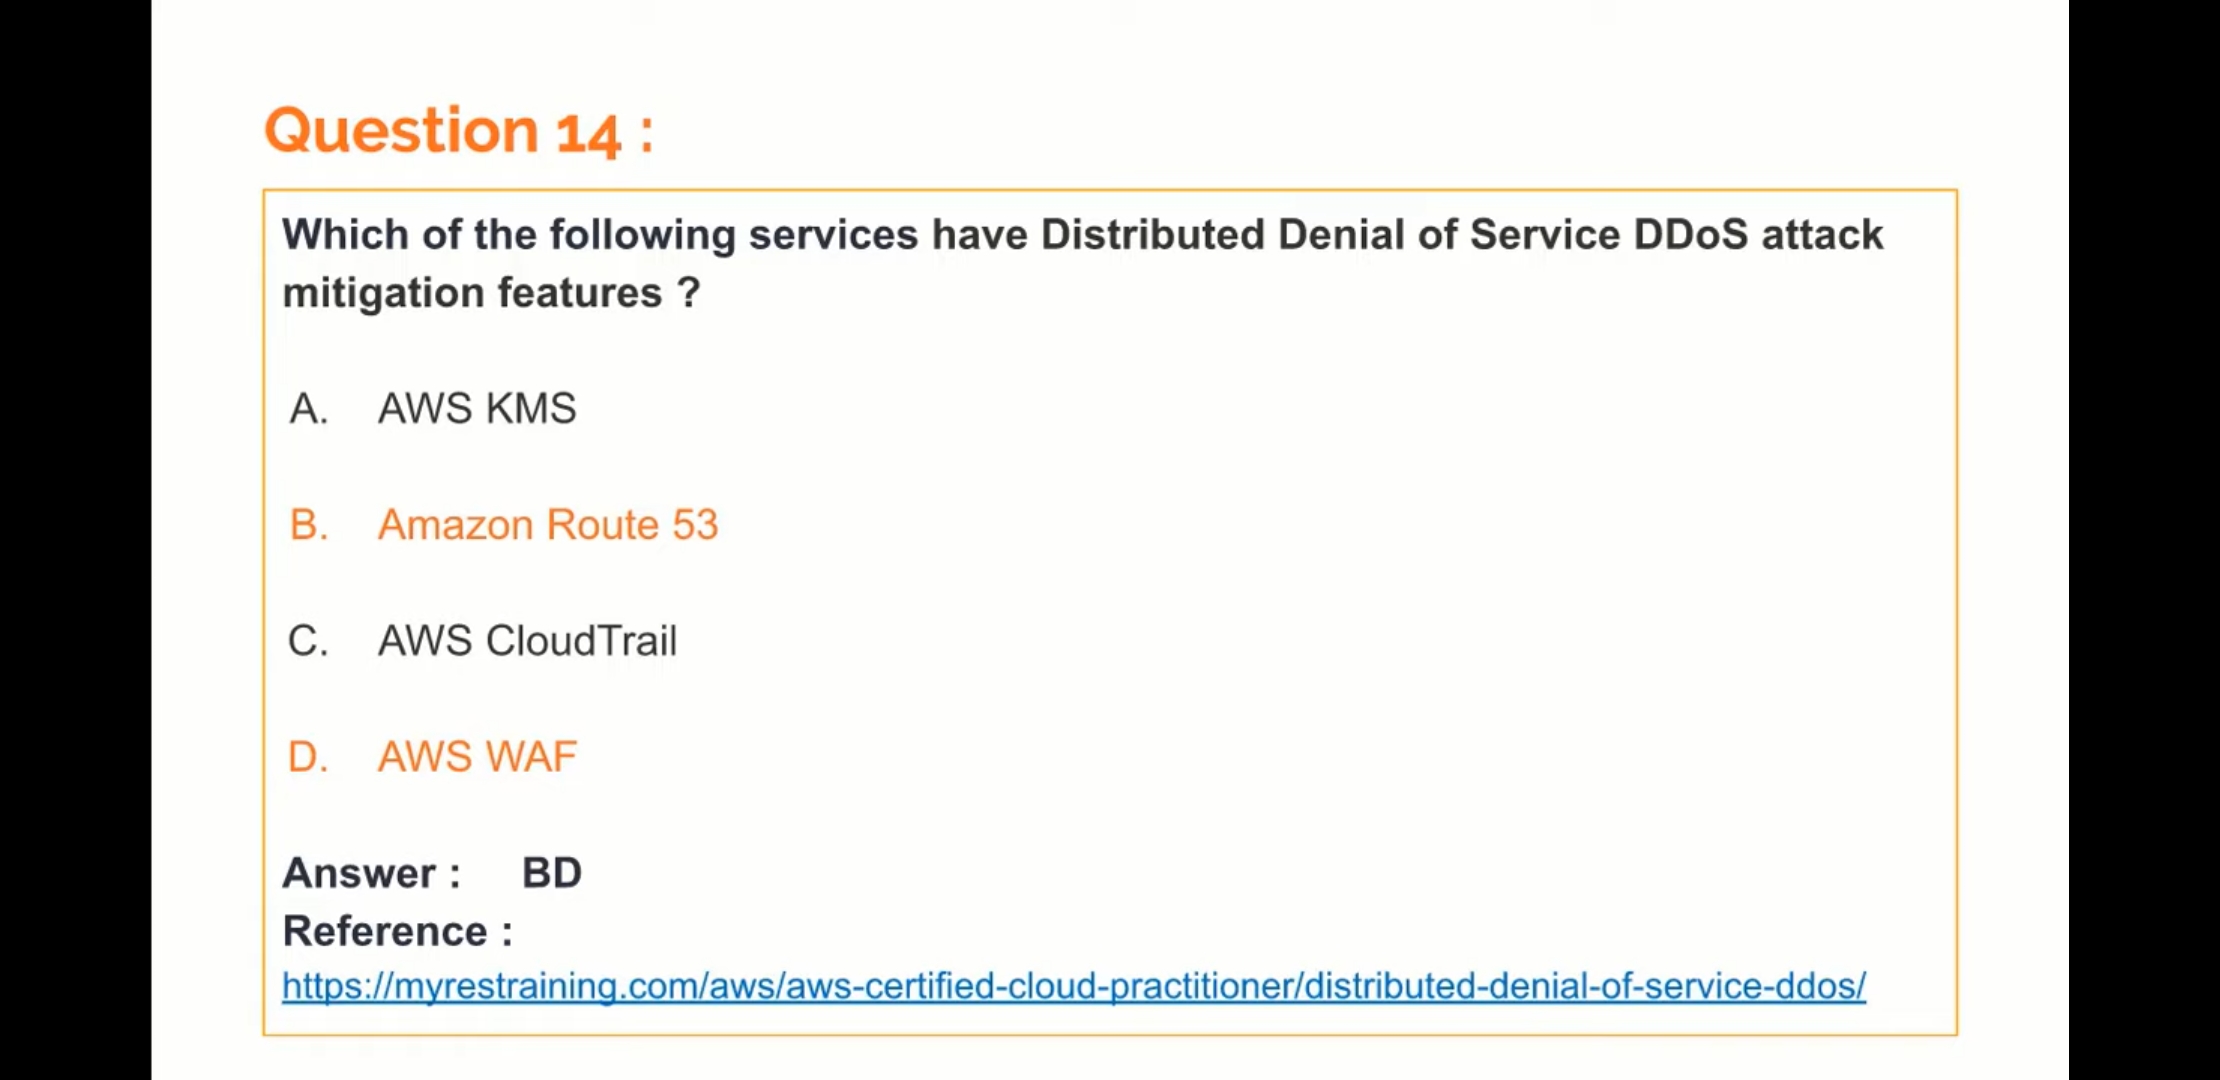 Question 14 :
Which of the following services have Distributed Denial of Service DDoS attack
mitigation features ?
A. AWS KMS
B. Amazon Route 53
C. AWS CloudTrail
D. AWS WAF
Answer : BD
Reference :
https://myrestraining.com/aws/aws-certified-cloud-practitioner/distributed-denial-of-service-ddos/